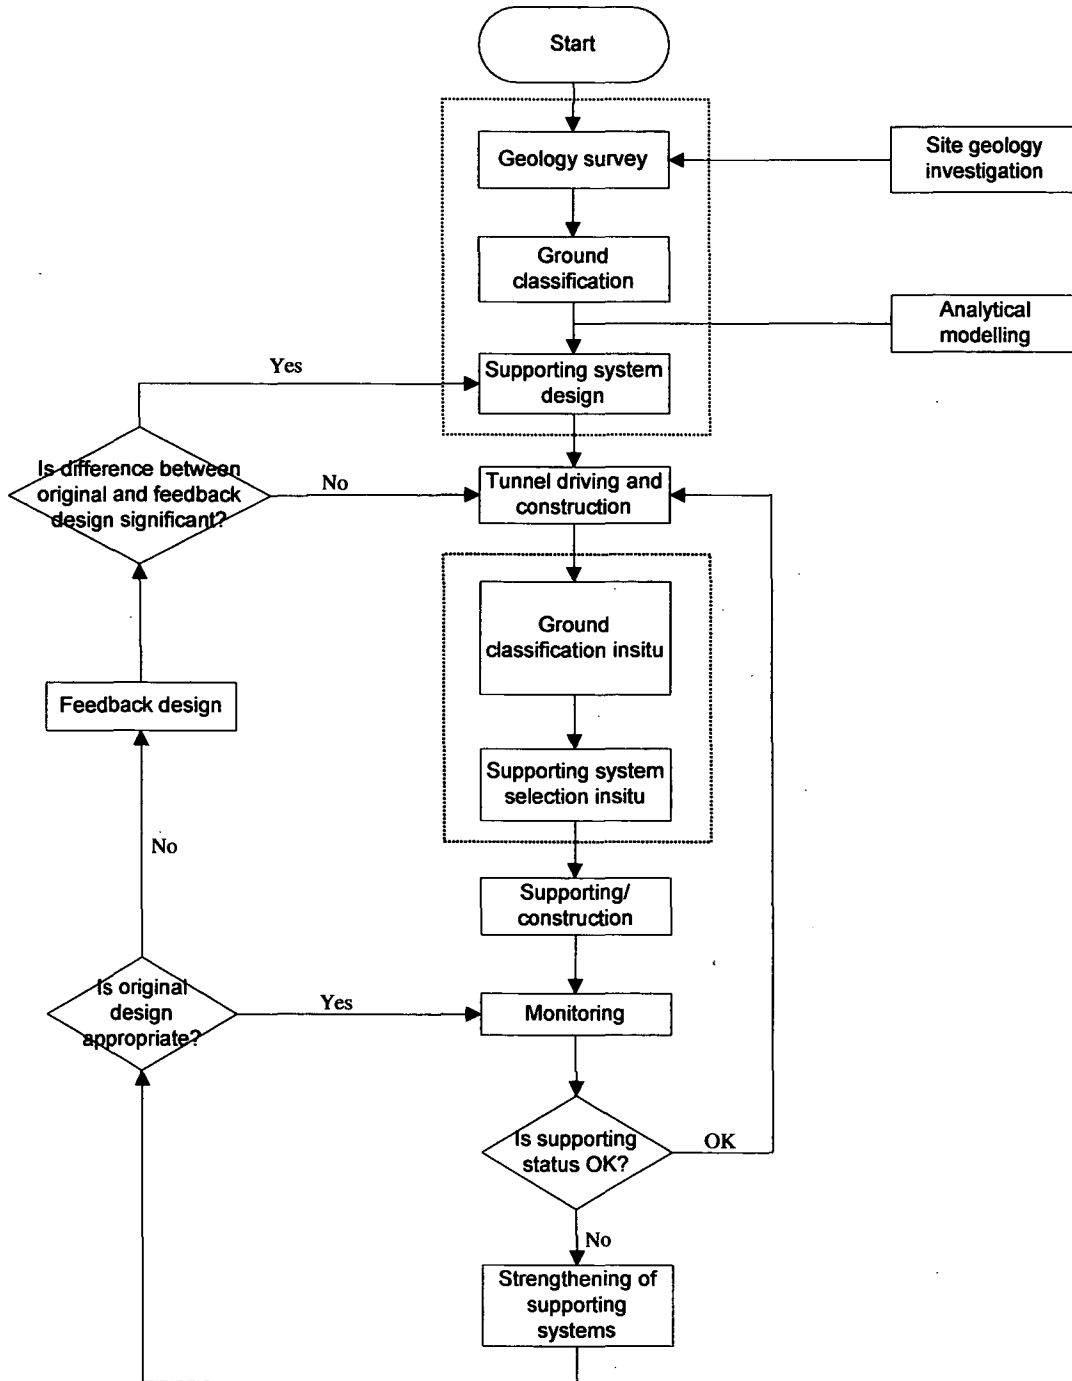 Start
Geology survey
Site geology
investigation
Ground
classification
Analytical
modelling
Yes
Supporting system
design
Is difference between
original and feedback
design significant?
No
Tunnel driving and
construction
Ground
classification insitu
Feedback design
Supporting system
selection insitu
No
Supporting/
construction
Is original
design
appropriate?
Yes
Monitoring
Is supporting
status OK?
OK
No
Strengthening of
supporting
systems